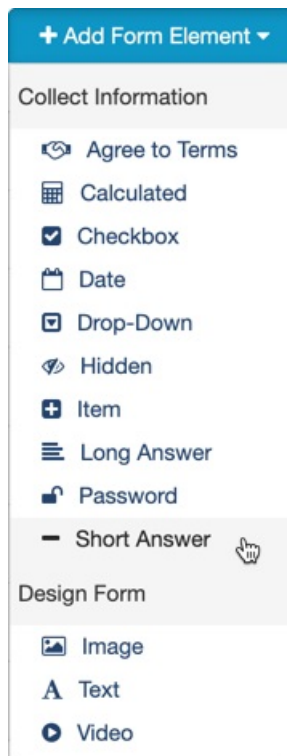 + Add Form Element
Collect Information
Agree to Terms
Calculated
Checkbox
Date
Drop-Down
Hidden
Item
Long Answer
Password
Short Answer
Design Form
Image
A Text
Video